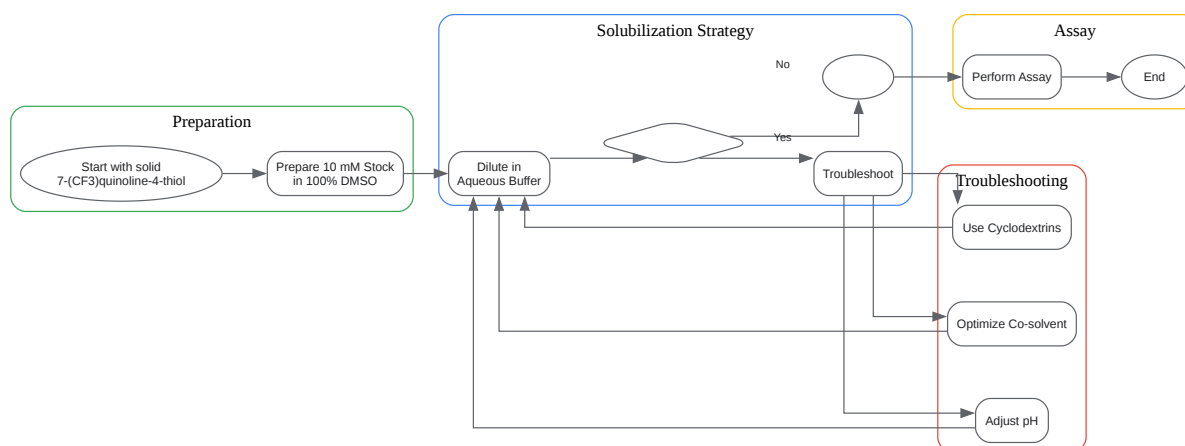 Preparation
Start with solid
7-(CF3)quinoline-4-thiol
Prepare 10 mM Stock
in 100% DMSO
Solubilization Strategy
Dilute in
Aqueous Buffer
No
Yes
Troubleshoot
Assay
Perform Assay
End
Troubleshooting
Use Cyclodextrins
Optimize Co-solvent
Adjust pH